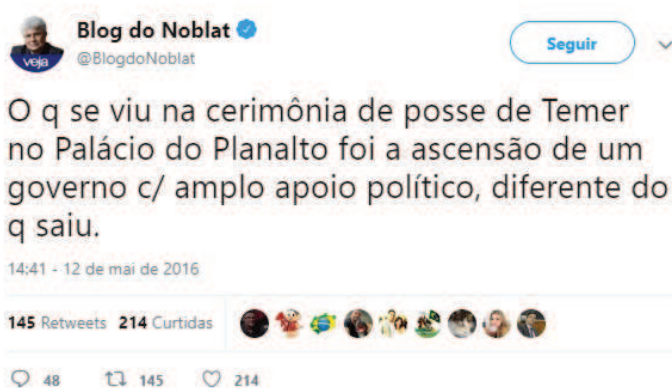 Blog do Noblat
@BlogdoNoblat
Seguir
veja
O q se viu na cerimônia de posse de Temer
no Palácio do Planalto foi a ascensão de um
governo c/ amplo apoio político, diferente do
q saiu.
14:41 - 12 de mai de 2016
145 Retweets 214 Curtidas
48 145 214